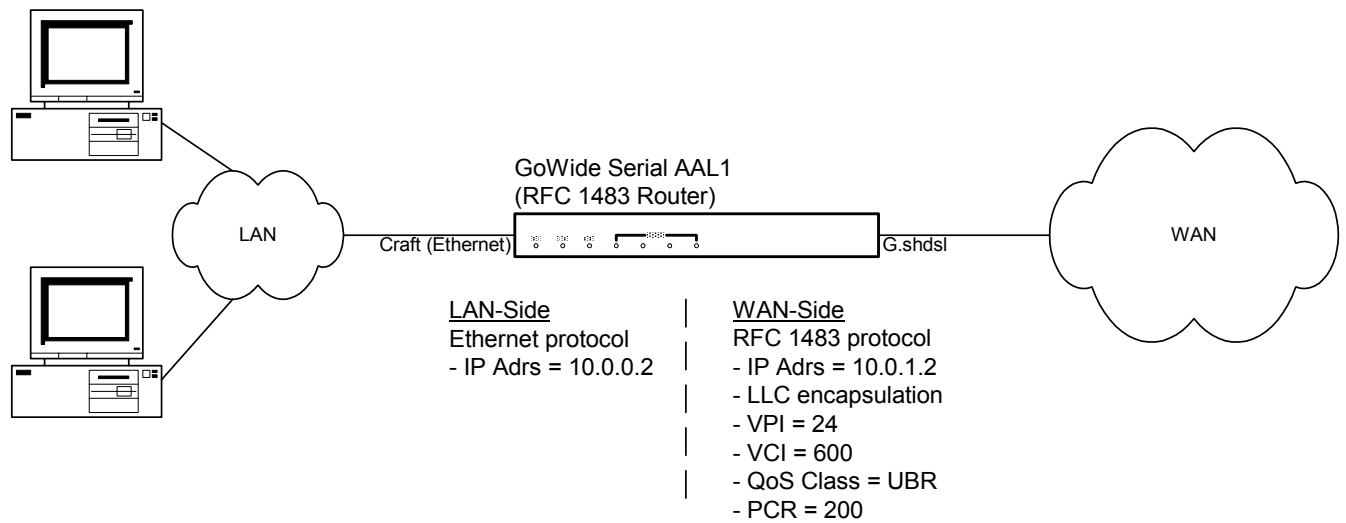 GoWide Serial AAL1
(RFC 1483 Router)
LAN
Craft (Ethernet)
G.shdsl
WAN
LAN-Side
Ethernet protocol
- IP Adrs = 10.0.0.2
WAN-Side
RFC 1483 protocol
- IP Adrs = 10.0.1.2
- LLC encapsulation
- VPI = 24
- VCI = 600
- QoS Class = UBR
- PCR = 200